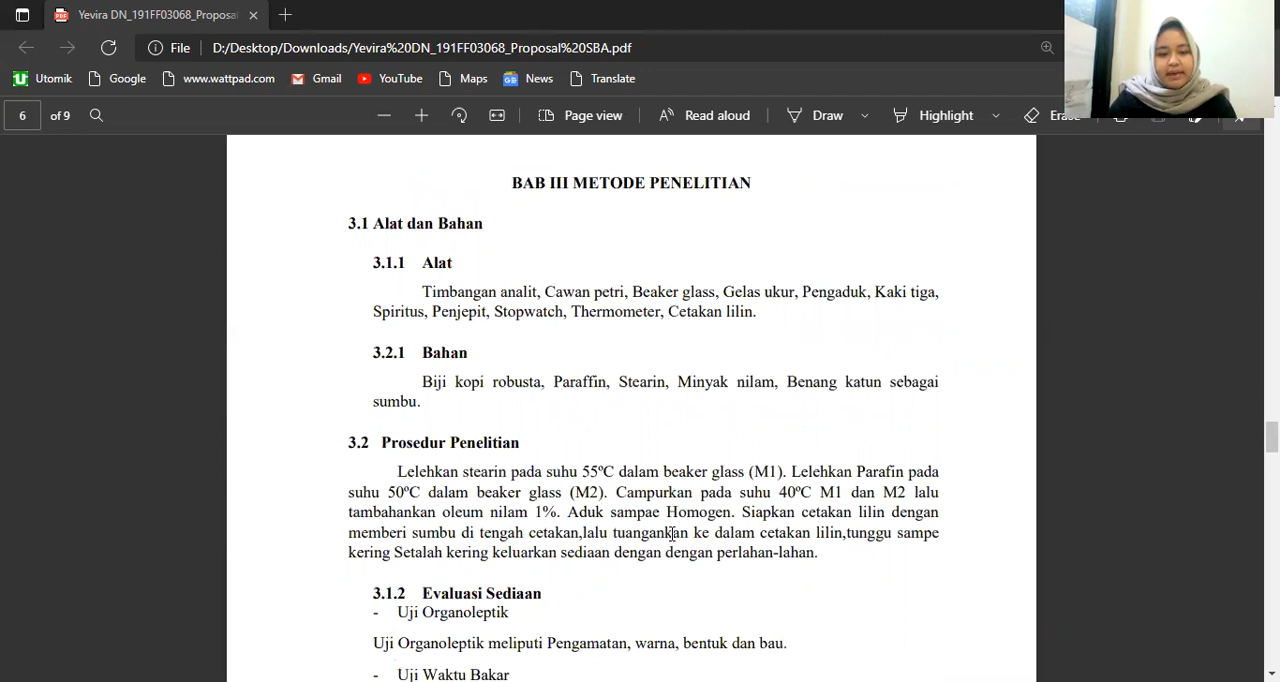 Yevira DN_191FF03068_Proposa
File D:/Desktop/Downloads/Yevira%20DN_191FF03068_Proposal%20SBA.pdf
Utomik Google www.wattpad.com Gmail YouTube Maps News Translate
6 of 9 Page view Read aloud Draw Highlight Erase
BAB III METODE PENELITIAN
3.1 Alat dan Bahan
3.1.1 Alat
Timbangan analit, Cawan petri, Beaker glass, Gelas ukur, Pengaduk, Kaki tiga,
Spiritus, Penjepit, Stopwatch, Thermometer, Cetakan lilin.
3.2.1 Bahan
Biji kopi robusta, Paraffin, Stearin, Minyak nilam, Benang katun sebagai
sumbu.
3.2 Prosedur Penelitian
Lelehkan stearin pada suhu 55ºC dalam beaker glass (M1). Lelehkan Parafin pada
suhu 50ºC dalam beaker glass (M2). Campurkan pada suhu 40ºC M1 dan M2 lalu
tambahankan oleum nilam 1%. Aduk sampae Homogen. Siapkan cetakan lilin dengan
memberi sumbu di tengah cetakan,lalu tuangankan ke dalam cetakan lilin,tunggu sampe
kering Setalah kering keluarkan sediaan dengan dengan perlahan-lahan.
3.1.2 Evaluasi Sediaan
- Uji Organoleptik
Uji Organoleptik meliputi Pengamatan, warna, bentuk dan bau.
- Uji Waktu Bakar